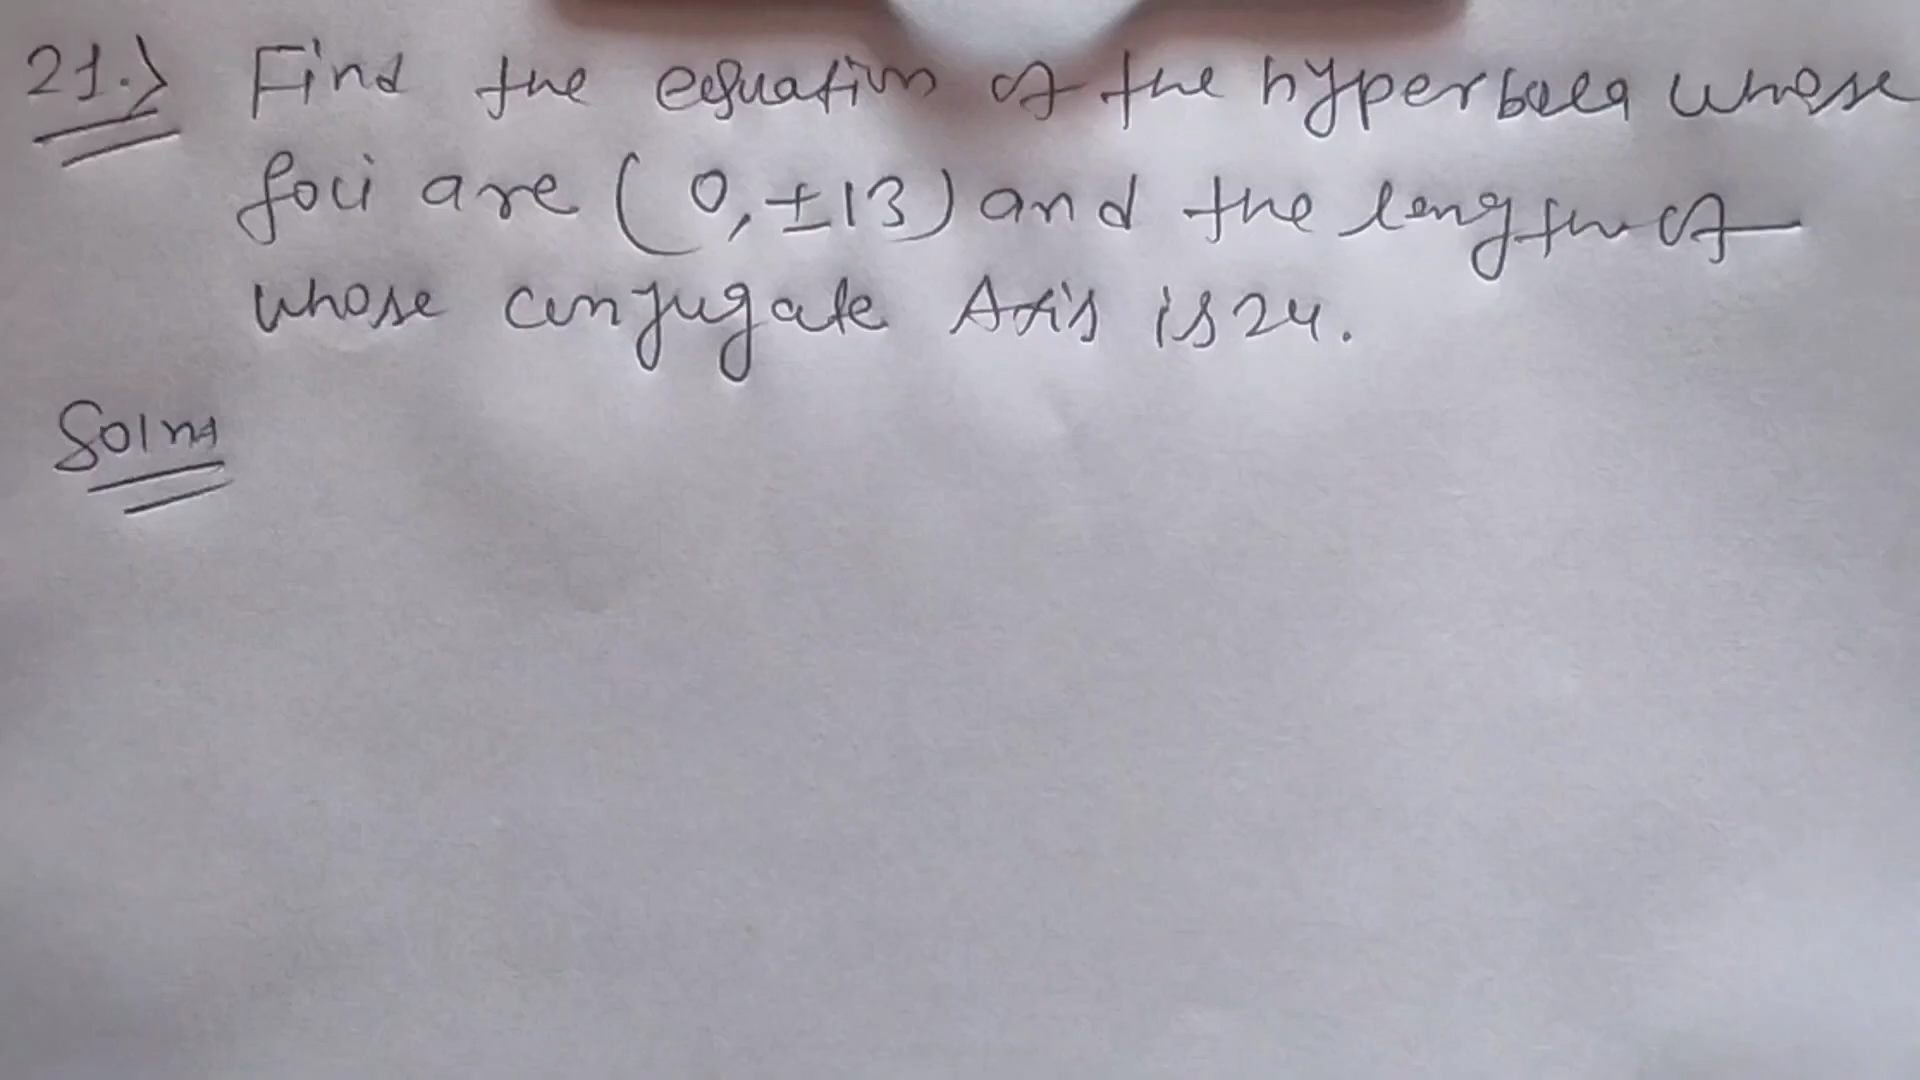 21.) Find the equation of the hyperbola whose
foci are (0, ±13) and the length of
whose conjugate Axis is 24.
Soln